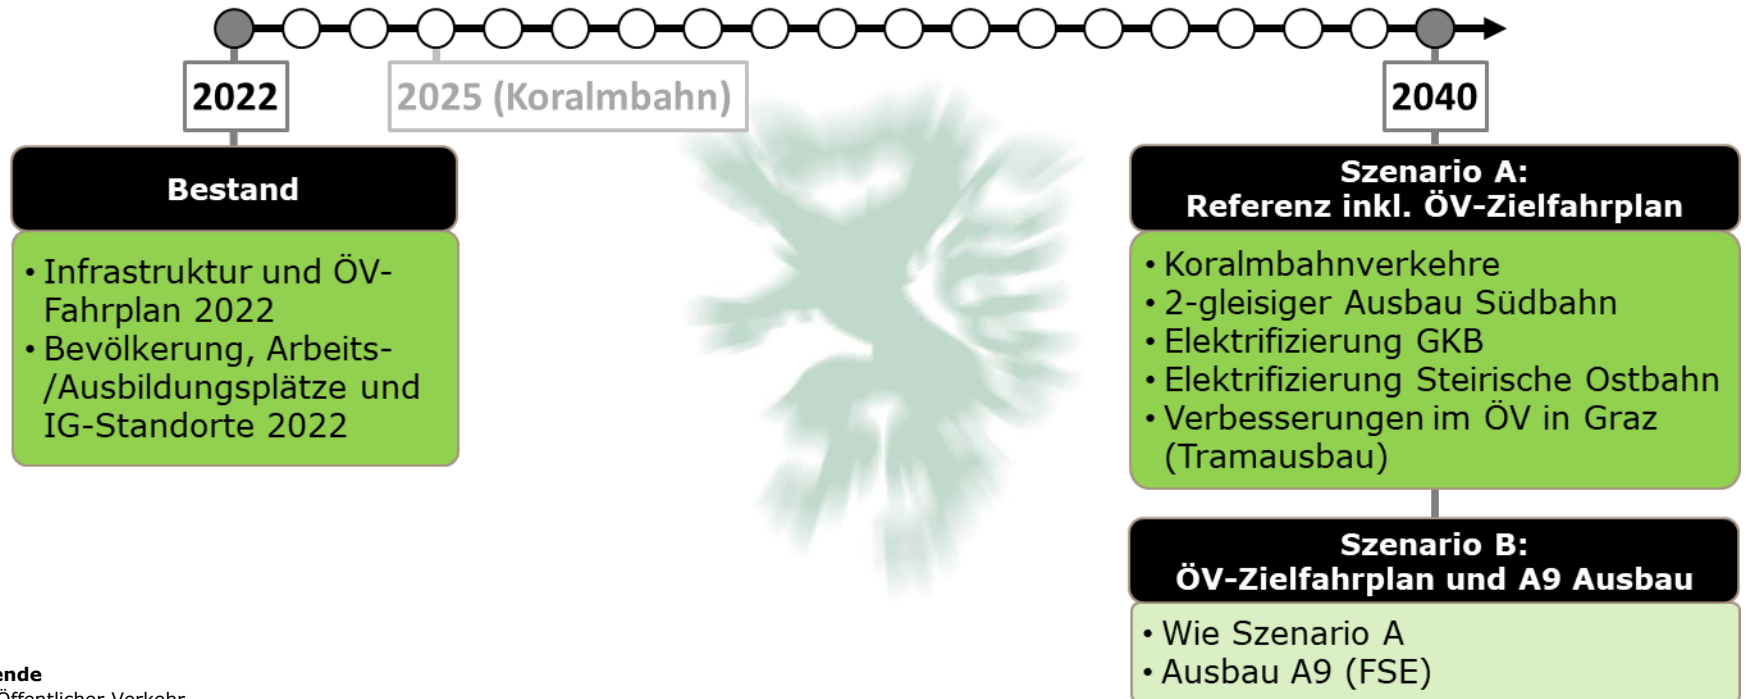 2022
2025 (Koralmbahn)
2040
Bestand
• Infrastruktur und ÖV-
Fahrplan 2022
• Bevölkerung, Arbeits-
/Ausbildungsplätze und
IG-Standorte 2022
Szenario A:
Referenz inkl. ÖV-Zielfahrplan
• Koralmbahnverkehre
• 2-gleisiger Ausbau Südbahn
• Elektrifizierung GKB
• Elektrifizierung Steirische Ostbahn
• Verbesserungen im ÖV in Graz
(Tramausbau)
Szenario B:
ÖV-Zielfahrplan und A9 Ausbau
• Wie Szenario A
• Ausbau A9 (FSE)
ende
Öffentlicher Verkehr